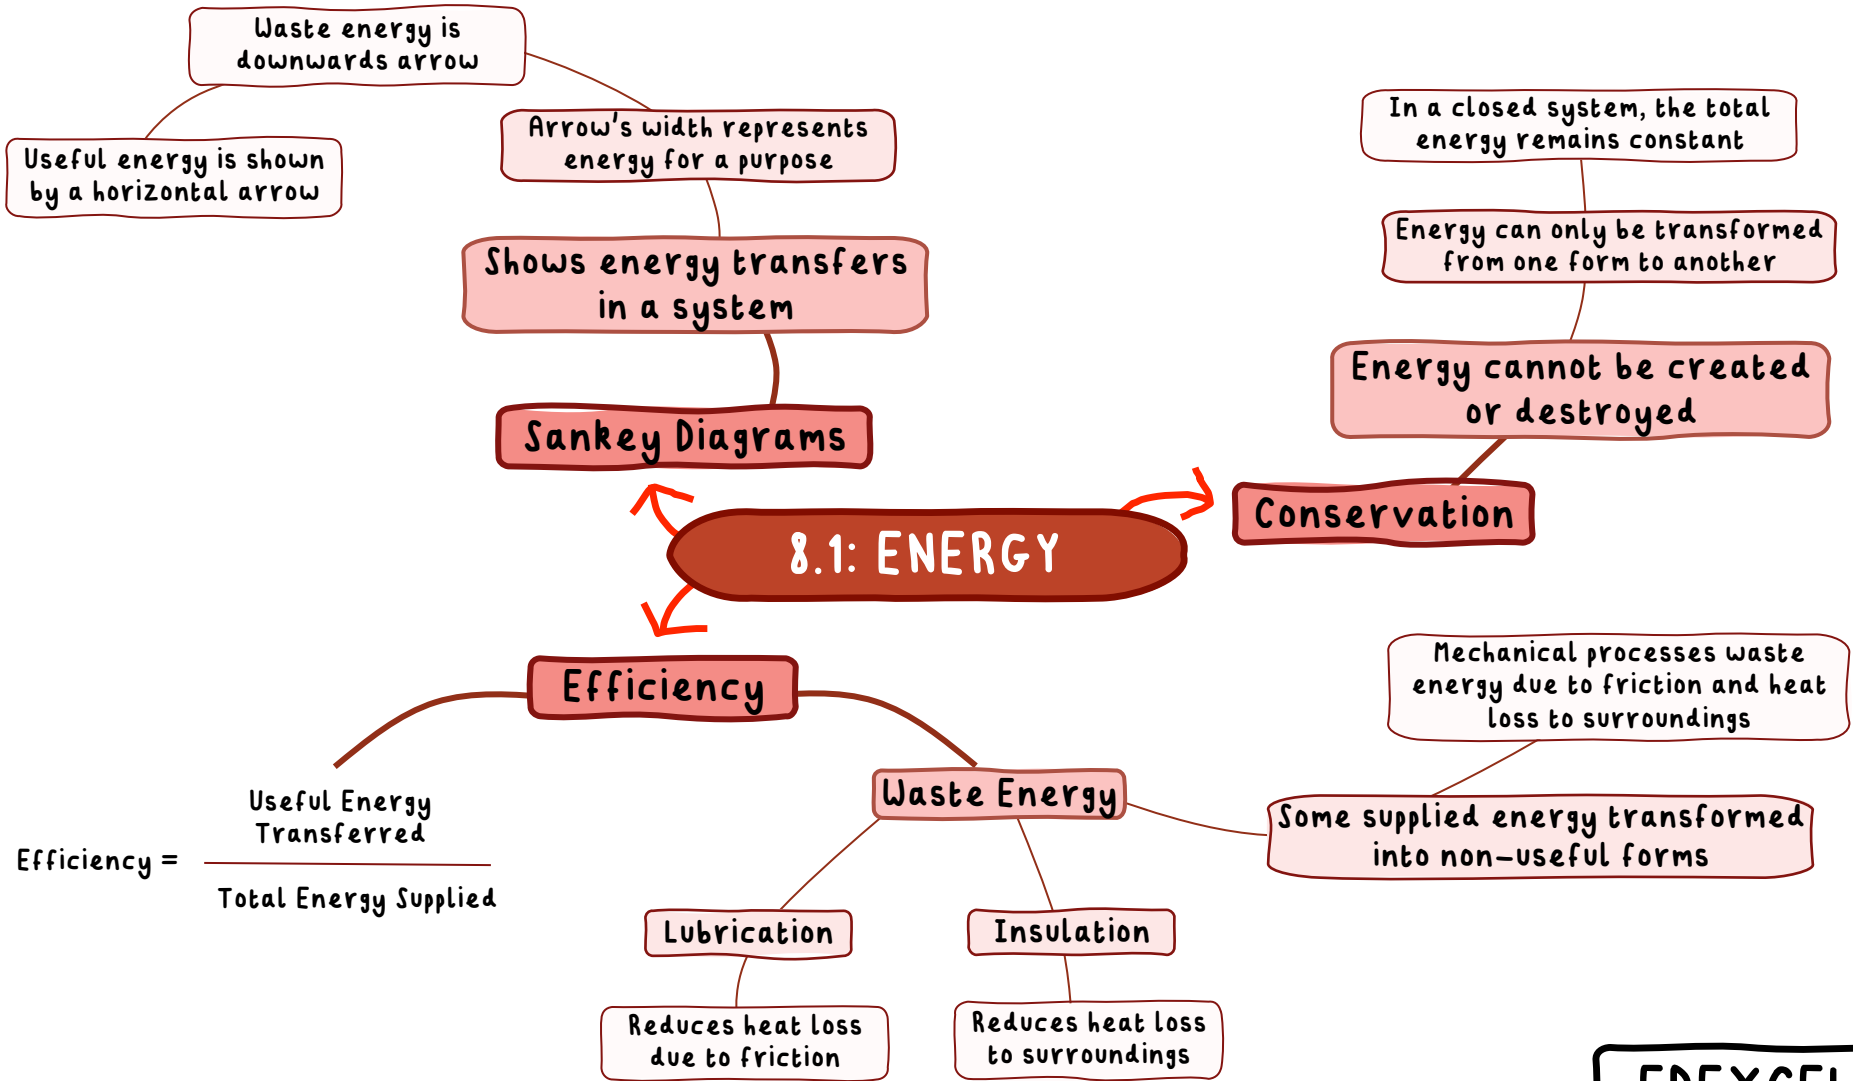 Waste energy is
downwards arrow
Useful energy is shown
by a horizontal arrow
Arrow's width represents
energy for a purpose
Shows energy transfers
in a system
Sankey Diagrams
In a closed system, the total
energy remains constant
Energy can only be transformed
from one form to another
Energy cannot be created
or destroyed
Conservation
8.1: ENERGY
Efficiency
Useful Energy
Transferred
Efficiency =
Total Energy Supplied
Waste Energy
Mechanical processes waste
energy due to friction and heat
loss to surroundings
Some supplied energy transformed
into non-useful forms
Lubrication
Reduces heat loss
due to friction
Insulation
Reduces heat loss
to surroundings
EDEXCEL